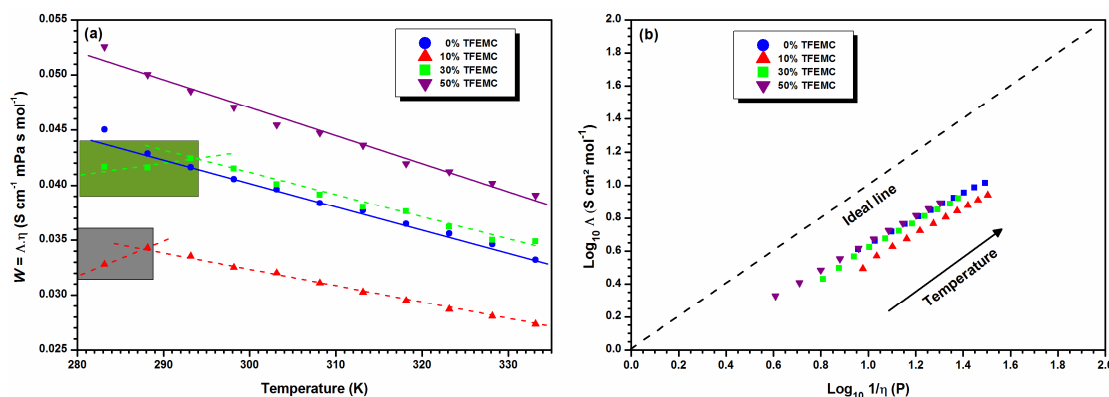 (a)
0% TFEMC
10% TFEMC
30% TFEMC
50% TFEMC
W = Λ.η (S cm⁻¹ mPa s mol⁻¹)
0.055
0.050
0.045
0.040
0.035
0.030
0.025
280
290
300
310
320
330
Temperature (K)
(b)
0% TFEMC
10% TFEMC
30% TFEMC
50% TFEMC
Log₁₀ Λ (S cm² mol⁻¹)
2.0
1.8
1.6
1.4
1.2
1.0
0.8
0.6
0.4
0.2
0.0
Ideal line
Temperature
0.0
0.2
0.4
0.6
0.8
1.0
1.2
1.4
1.6
1.8
2.0
Log₁₀ 1/η (P)